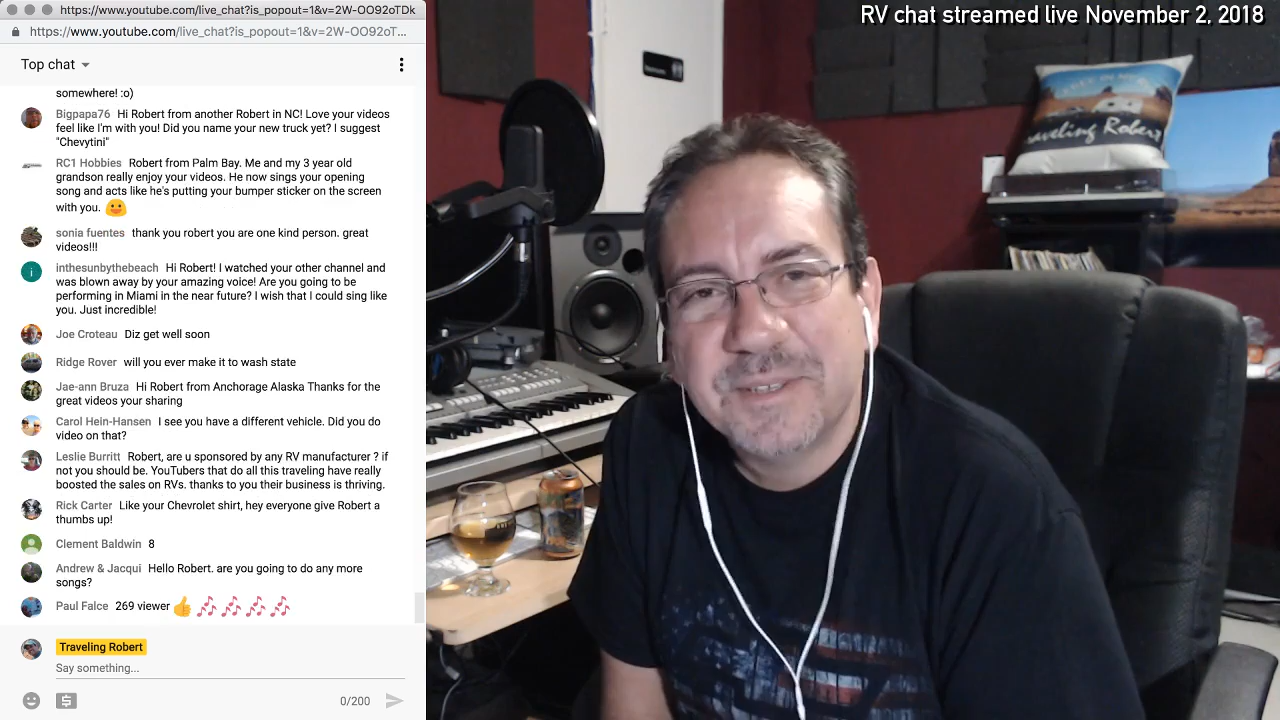 https://www.youtube.com/live_chat?is_popout=1&v=2W-OO92oTDk
https://www.youtube.com/live_chat?is_popout=1&v=2W-OO92oT...
RV chat streamed live November 2, 2018
Top chat
somewhere! :o)
Bigpapa76 Hi Robert from another Robert in NC! Love your videos
feel like I'm with you! Did you name your new truck yet? I suggest
"Chevytini"
RC1 Hobbies Robert from Palm Bay. Me and my 3 year old
grandson really enjoy your videos. He now sings your opening
song and acts like he's putting your bumper sticker on the screen
with you.
sonia fuentes thank you robert you are one kind person. great
videos!!!
i
inthesunbythebeach Hi Robert! I watched your other channel and
was blown away by your amazing voice! Are you going to be
performing in Miami in the near future? I wish that I could sing like
you. Just incredible!
Joe Croteau Diz get well soon
Ridge Rover will you ever make it to wash state
Jae-ann Bruza Hi Robert from Anchorage Alaska Thanks for the
great videos your sharing
Carol Hein-Hansen I see you have a different vehicle. Did you do
video on that?
Leslie Burritt Robert, are u sponsored by any RV manufacturer ? if
not you should be. YouTubers that do all this traveling have really
boosted the sales on RVs. thanks to you their business is thriving.
Rick Carter Like your Chevrolet shirt, hey everyone give Robert a
thumbs up!
Clement Baldwin 8
Andrew & Jacqui Hello Robert. are you going to do any more
songs?
Paul Falce 269 viewer👍🎶🎶🎶🎶
Traveling Robert
Say something...
0/200
Traveling Robert